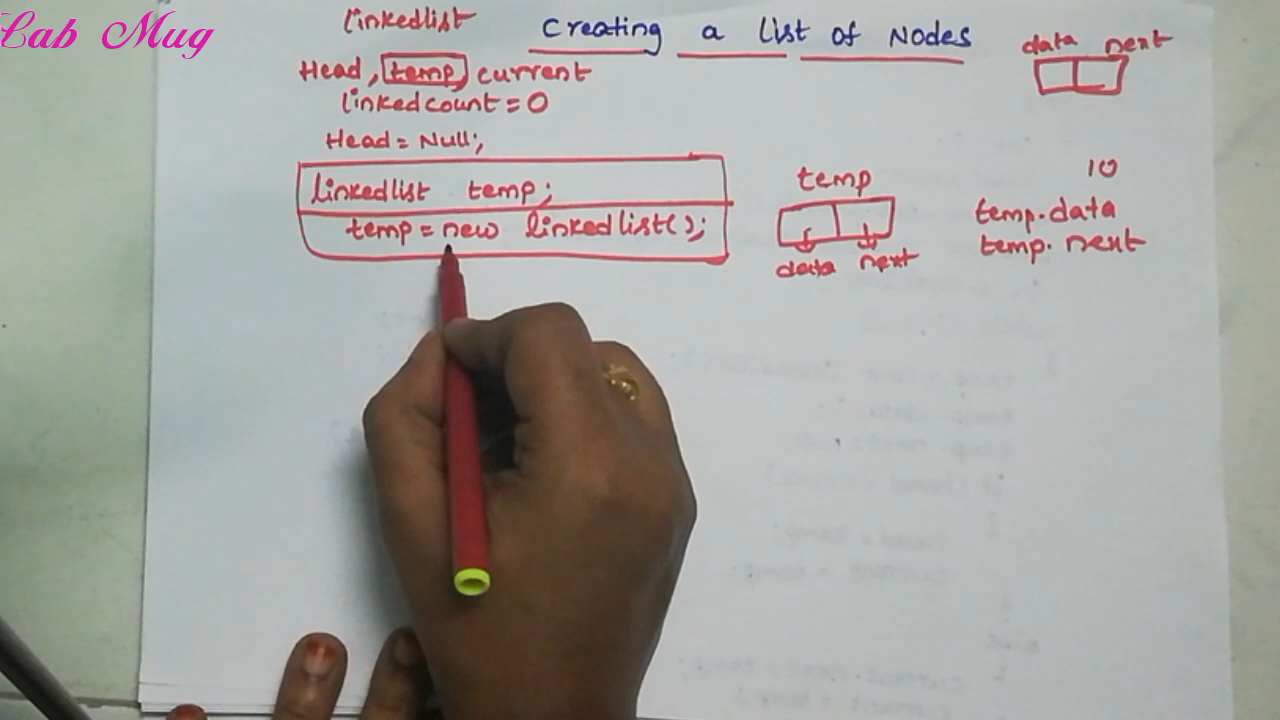 Lab Mug
linkedlist
Creating a List of Nodes
Head, temp, current
linkedcount = 0
Head = Null;
linkedlist temp;
temp = new linkedlist();
data next
temp
data next
10
temp.data
temp. next